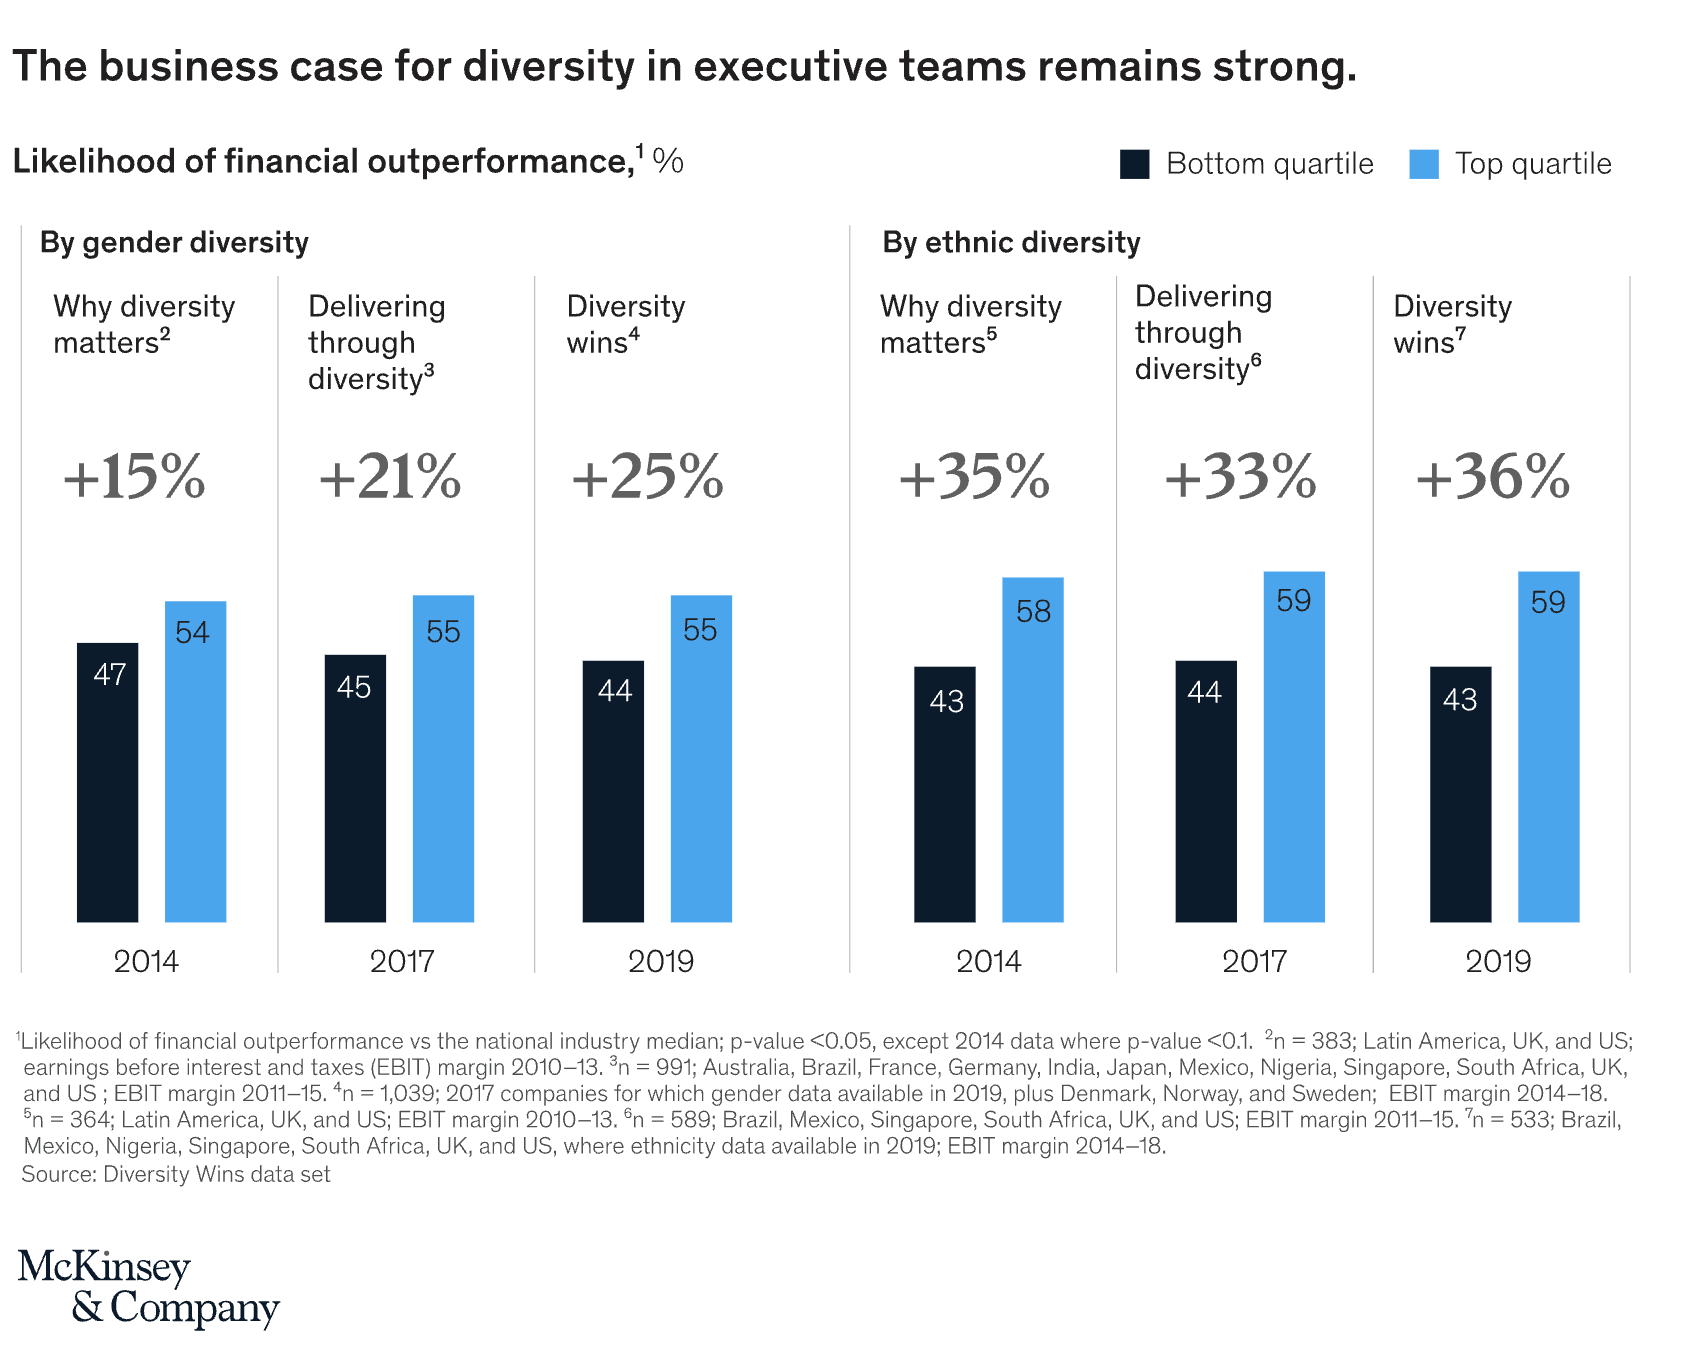 The business case for diversity in executive teams remains strong.
Likelihood of financial outperformance,¹ %
Bottom quartile
Top quartile
By gender diversity
Why diversity
matters²
+15%
47
54
2014
Delivering
through
diversity³
+21%
45
55
2017
Diversity
wins⁴
+25%
44
55
2019
By ethnic diversity
Why diversity
matters⁵
+35%
43
58
2014
Delivering
through
diversity⁶
+33%
44
59
2017
Diversity
wins⁷
+36%
43
59
2019
¹Likelihood of financial outperformance vs the national industry median; p-value <0.05, except 2014 data where p-value <0.1. ²n = 383; Latin America, UK, and US;
earnings before interest and taxes (EBIT) margin 2010–13. ³n = 991; Australia, Brazil, France, Germany, India, Japan, Mexico, Nigeria, Singapore, South Africa, UK,
and US ; EBIT margin 2011–15. ⁴n = 1,039; 2017 companies for which gender data available in 2019, plus Denmark, Norway, and Sweden; EBIT margin 2014–18.
⁵n = 364; Latin America, UK, and US; EBIT margin 2010–13. ⁶n = 589; Brazil, Mexico, Singapore, South Africa, UK, and US; EBIT margin 2011–15. ⁷n = 533; Brazil,
Mexico, Nigeria, Singapore, South Africa, UK, and US, where ethnicity data available in 2019; EBIT margin 2014–18.
Source: Diversity Wins data set
McKinsey
& Company